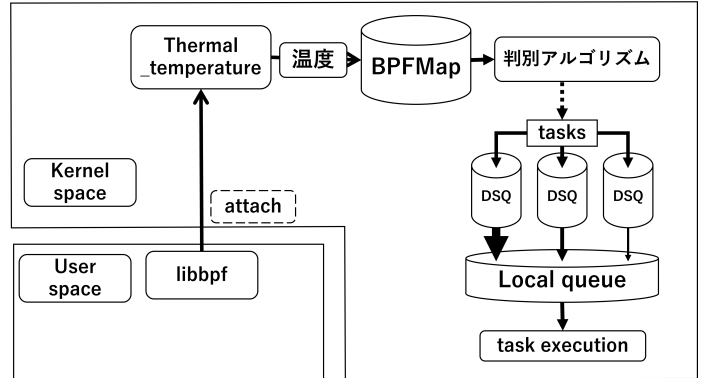 Thermal
_temperature
温度
BPFMap
判別アルゴリズム
tasks
DSQ
DSQ
DSQ
Kernel
space
attach
User
space
libbpf
Local queue
task execution